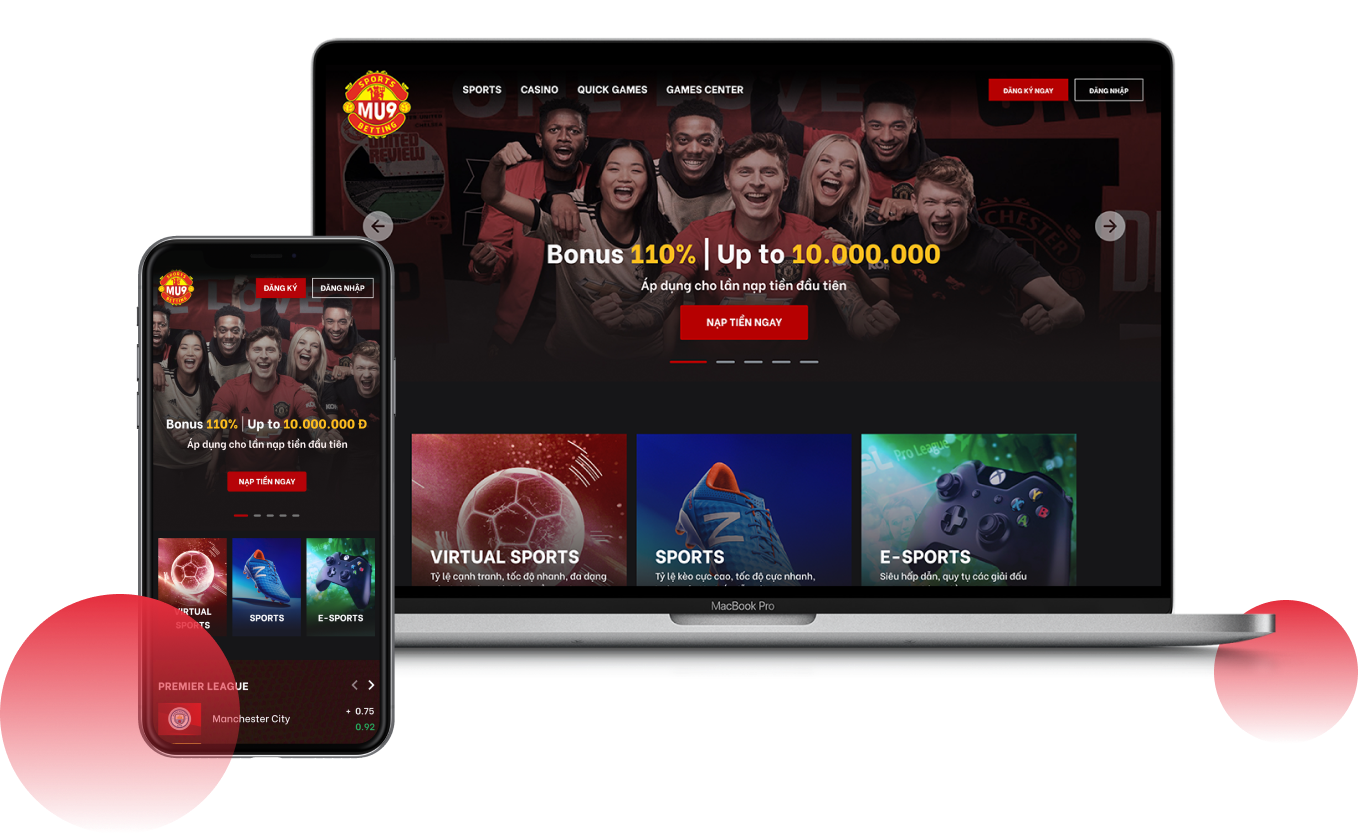 SPORTS
MU9
BETTING
SPORTS CASINO QUICK GAMES GAMES CENTER
ĐĂNG KÝ NGAY ĐĂNG NHẬP
UNITED
REVIEW
Bonus 110% | Up to 10.000.000
Áp dụng cho lần nạp tiền đầu tiên
NẠP TIỀN NGAY
Pro League
VIRTUAL SPORTS
Tỷ lệ cạnh tranh, tốc độ nhanh, đa dạng
SPORTS
Tỷ lệ kèo cực cao, tốc độ cực nhanh,
E-SPORTS
Siêu hấp dẫn, quy tụ các giải đấu
MacBook Pro
SPORTS
MU9
BETTING
ĐĂNG KÝ ĐĂNG NHẬP
Bonus 110% | Up to 10.000.000 Đ
Áp dụng cho lần nạp tiền đầu tiên
NẠP TIỀN NGAY
VIRTUAL
SPORTS
SPORTS
E-SPORTS
PREMIER LEAGUE
Manchester City
+ 0.75
0.92